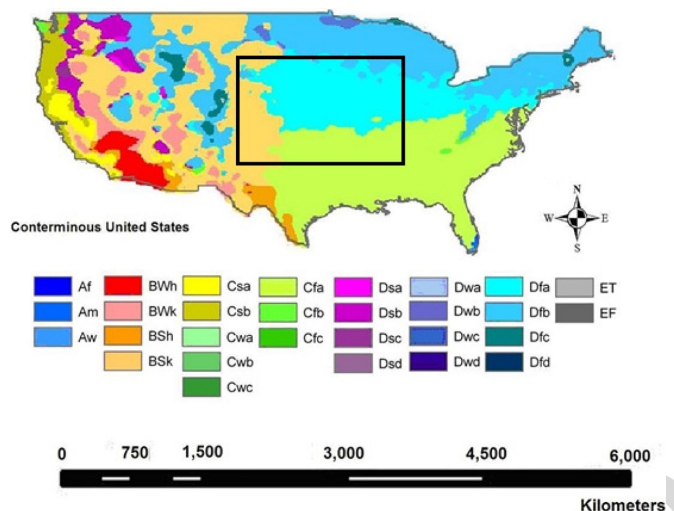 N
W E
S
Conterminous United States
Af BWh Csa Cfa Dsa Dwa Dfa ET
Am BWk Csb Cfb Dsb Dwb Dfb EF
Aw BSh Cwa Cfc Dsc Dwc Dfc
BSk Cwb Dsd Dwd Dfd
Cwc
0 750 1,500 3,000 4,500 6,000
Kilometers